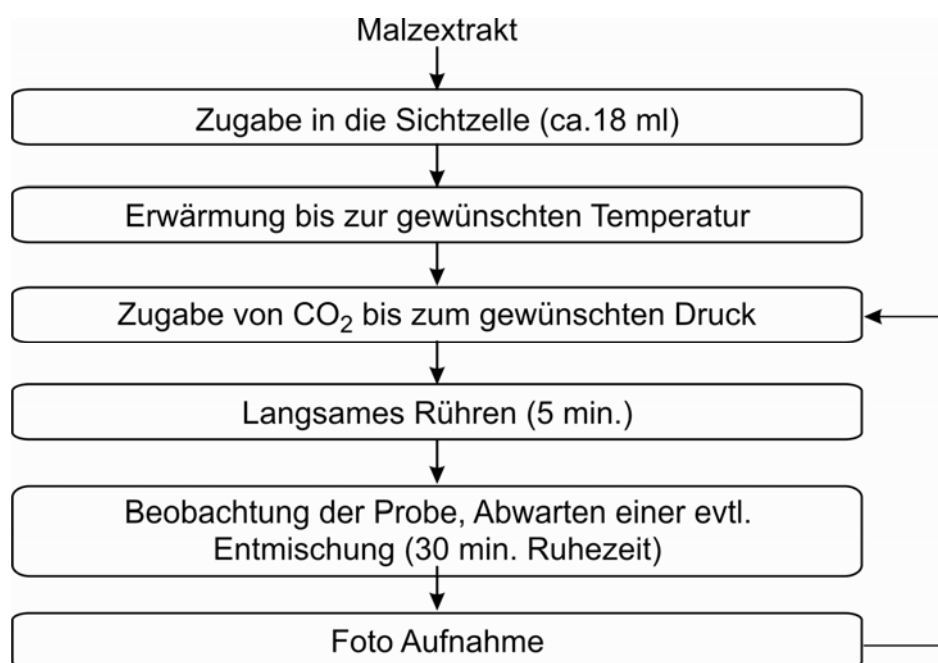 Malzextrakt
Zugabe in die Sichtzelle (ca.18 ml)
Erwärmung bis zur gewünschten Temperatur
Zugabe von CO₂ bis zum gewünschten Druck
Langsames Rühren (5 min.)
Beobachtung der Probe, Abwarten einer evtl.
Entmischung (30 min. Ruhezeit)
Foto Aufnahme